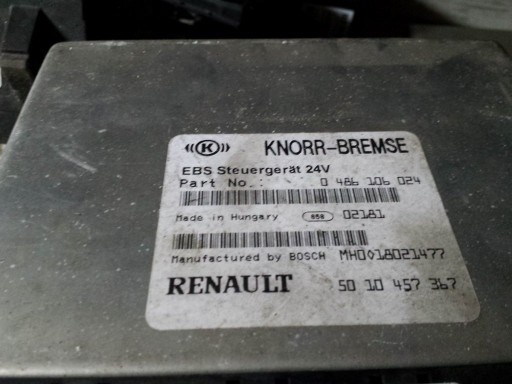 ((K)) KNORR-BREMSE
EBS Steuergerät 24V
Part No.: 0 486 106 024
Made in Hungary 656 02181
Manufactured by BOSCH MH0018021477
RENAULT 50 10 457 367